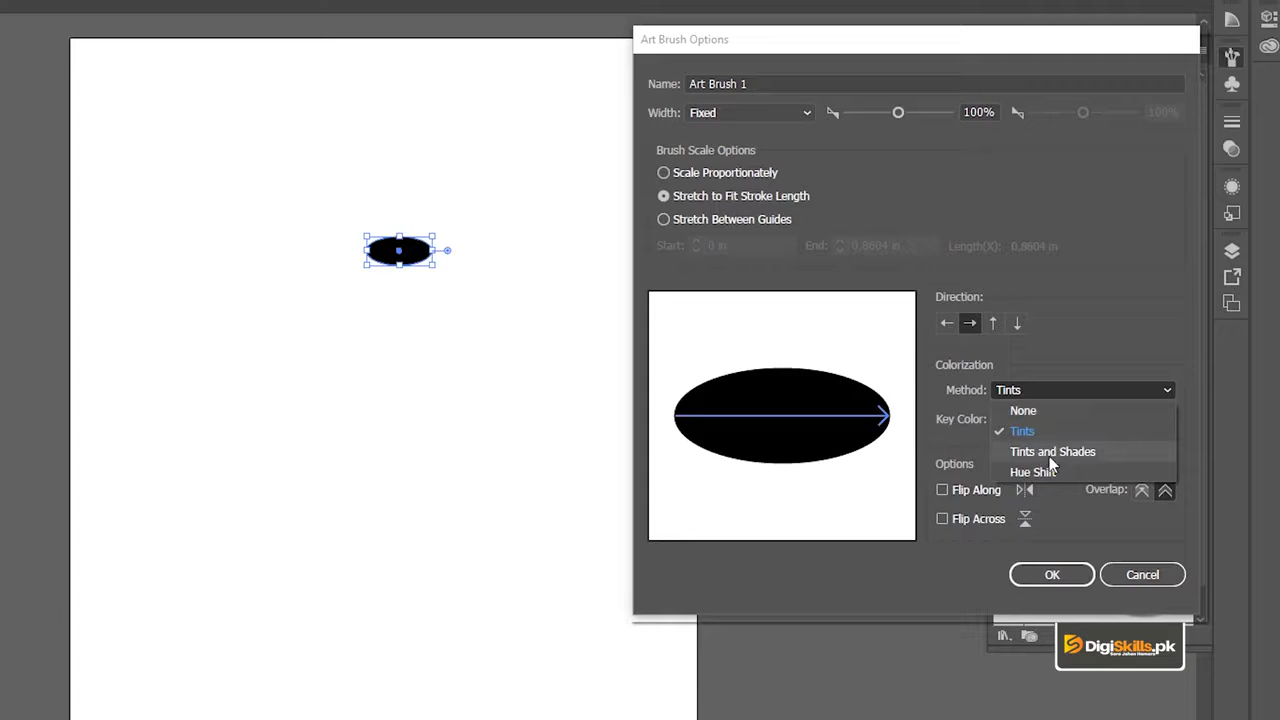 Art Brush Options
Name: Art Brush 1
Width: Fixed 100% 100%
Brush Scale Options
Scale Proportionately
Stretch to Fit Stroke Length
Stretch Between Guides
Start: 0 in End: 0.8604 in Length(X): 0.8604 in
Direction:
Colorization
Method: Tints
None
Key Color:
Tints
Tints and Shades
Options
Hue Shift
Flip Along Overlap:
Flip Across
OK Cancel
DigiSkills.pk